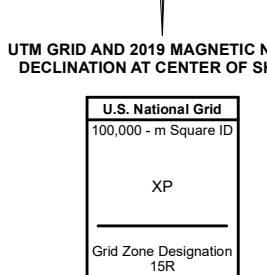 UTM GRID AND 2019 MAGNETIC
DECLINATION AT CENTER OF
U.S. National Grid
100,000 - m Square ID
XP
Grid Zone Designation
15R